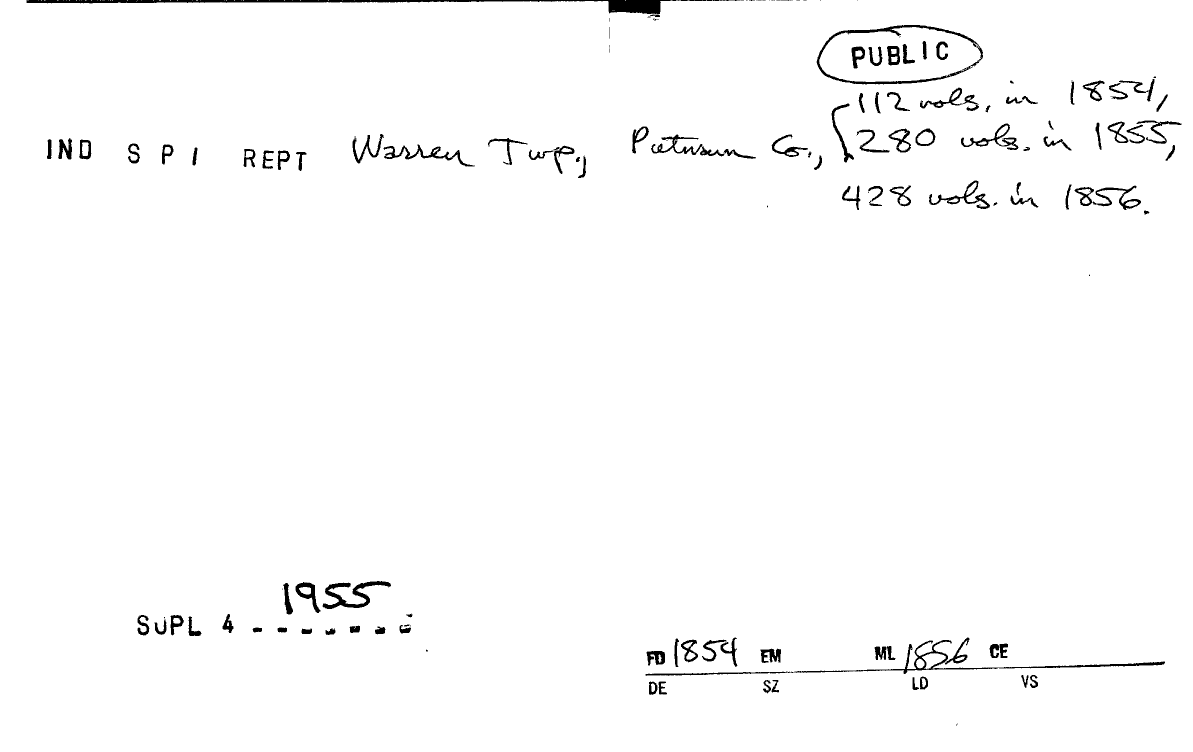 PUBLIC
112 vols. in 1854,
IND S P I REPT Warren Twp., Putnam Co., 280 vols. in 1855,
428 vols. in 1856.
1955
SUPL 4 - - - - - - -
FD 1854 EM ML 1856 CE
DE SZ LD VS